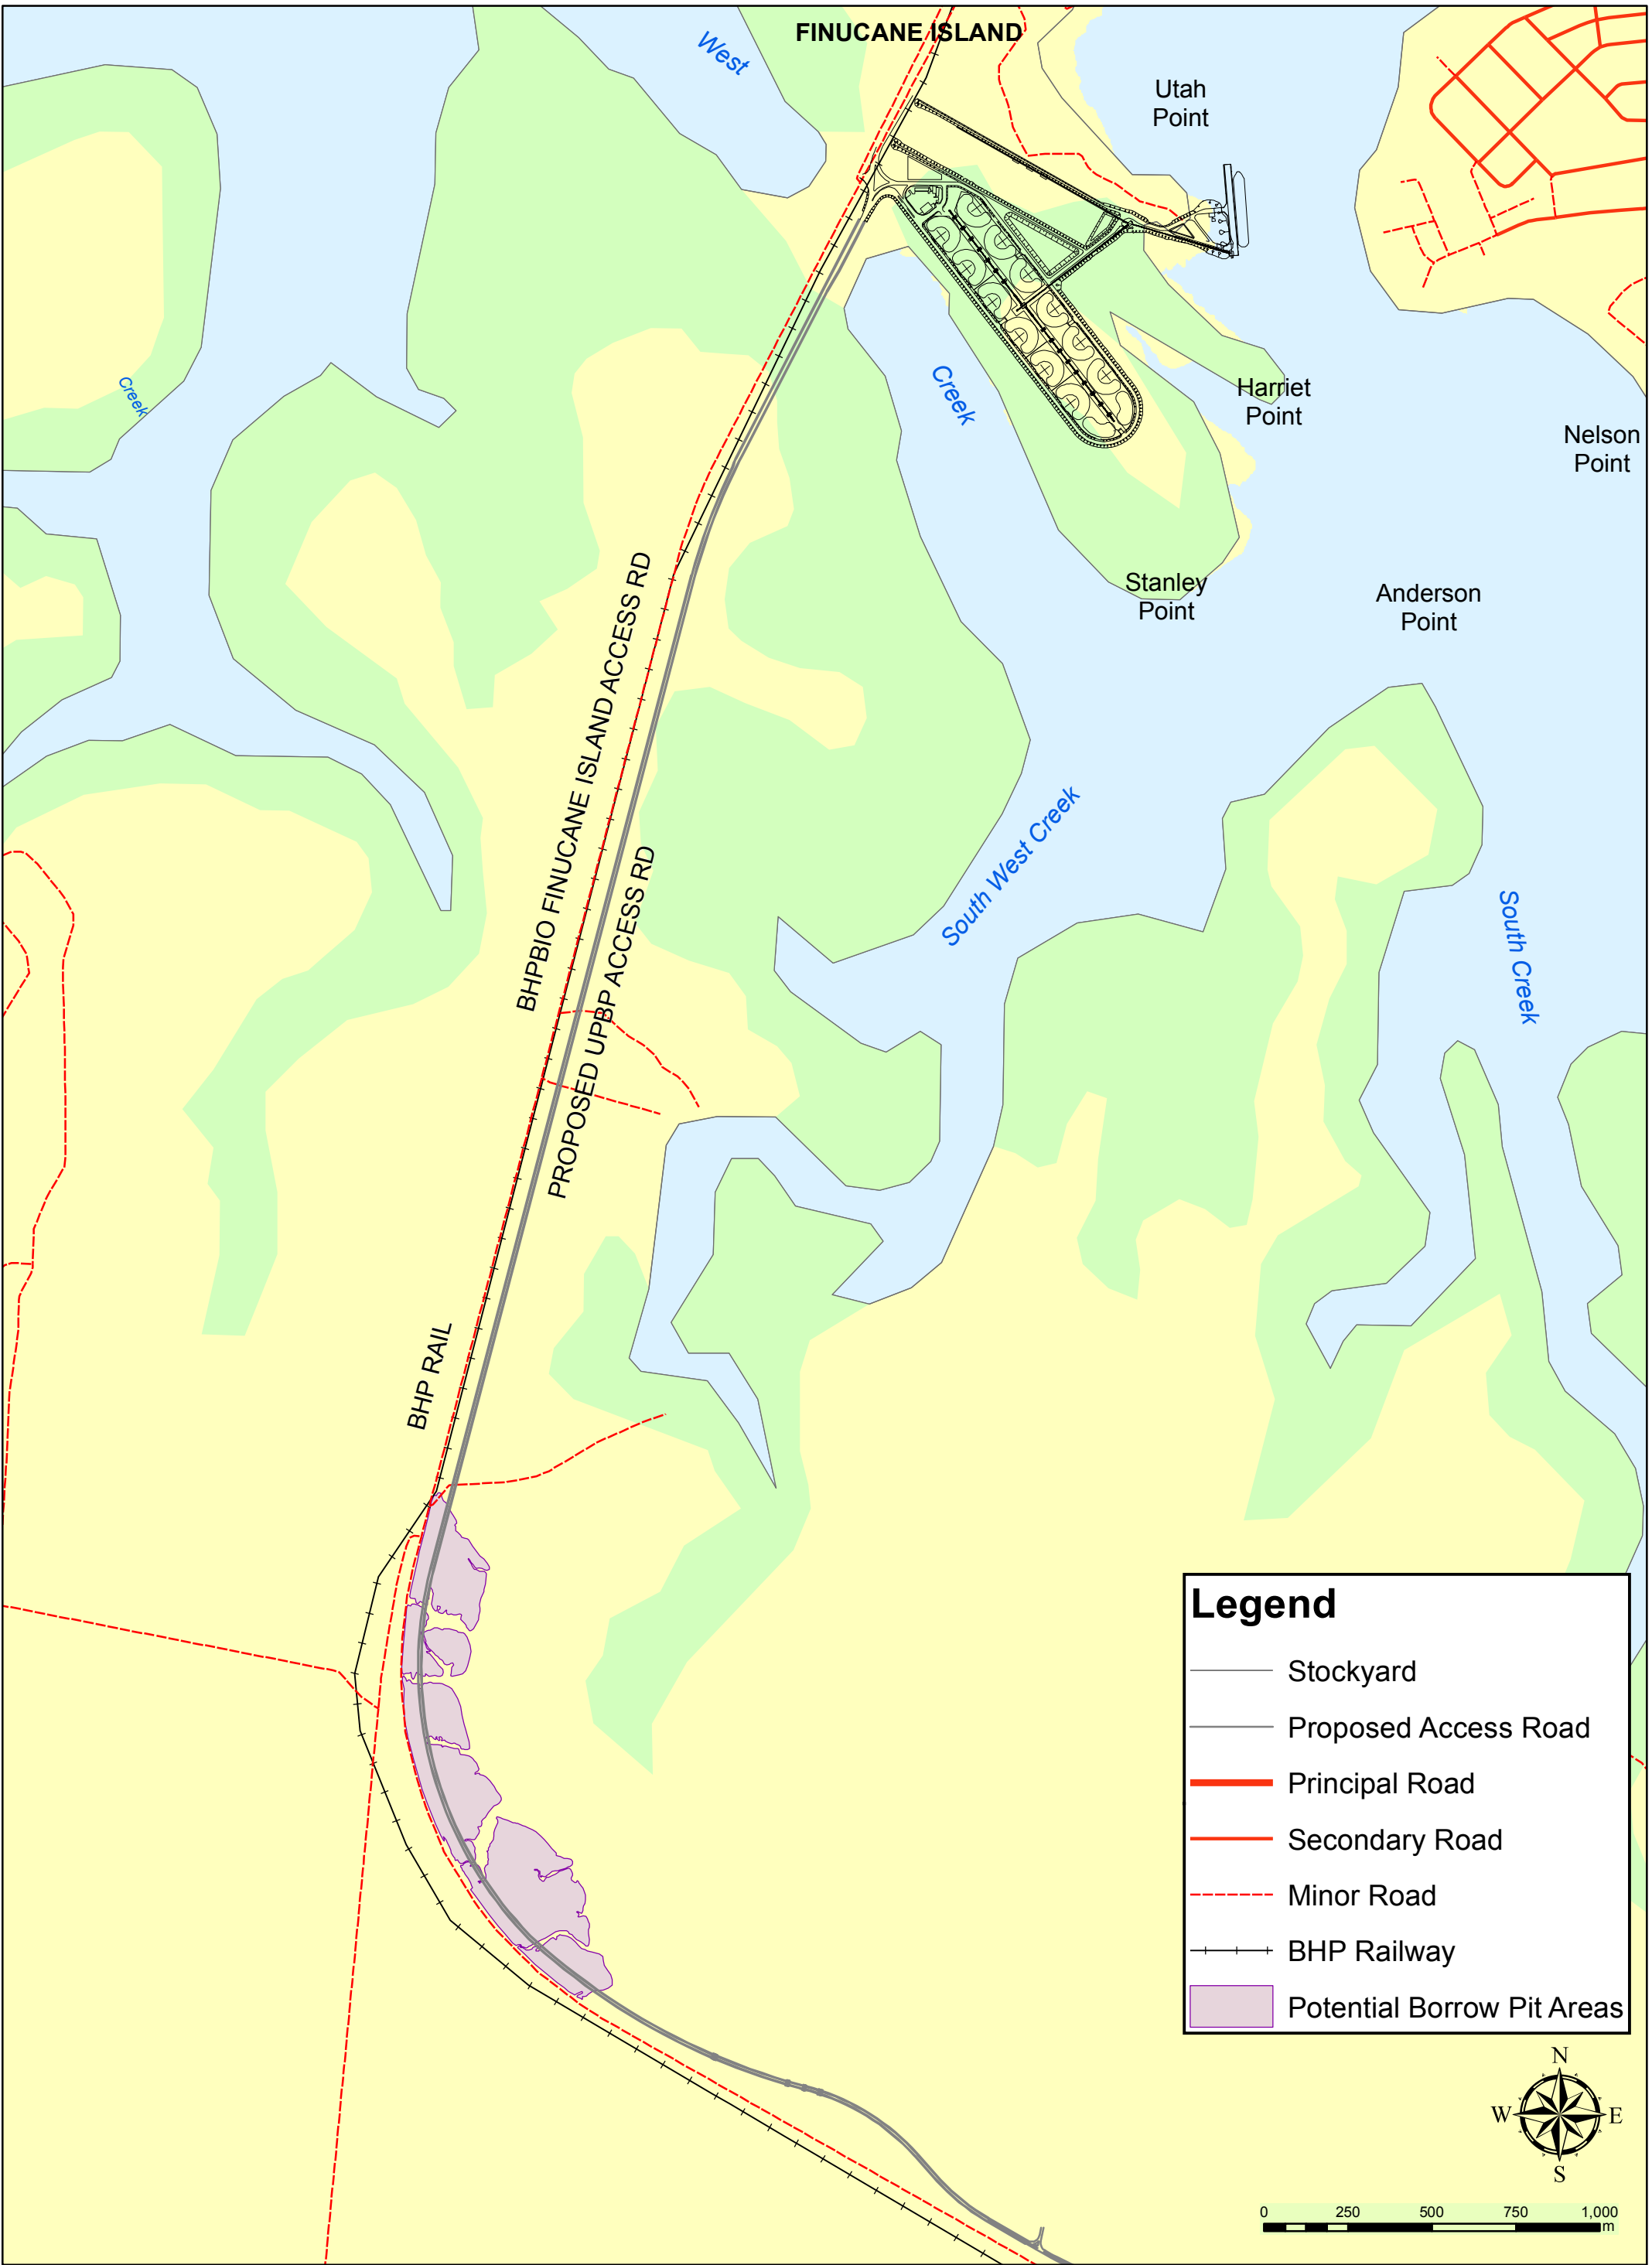 FINUCANE ISLAND
West
Utah
Point
Creek
Creek
Harriet
Point
Nelson
Point
Stanley
Point
Anderson
Point
BHPBIO FINUCANE ISLAND ACCESS RD
PROPOSED UPBP ACCESS RD
South West Creek
South Creek
BHP RAIL
Legend
Stockyard
Proposed Access Road
Principal Road
Secondary Road
Minor Road
BHP Railway
Potential Borrow Pit Areas
N
W E
S
0 250 500 750 1,000
m